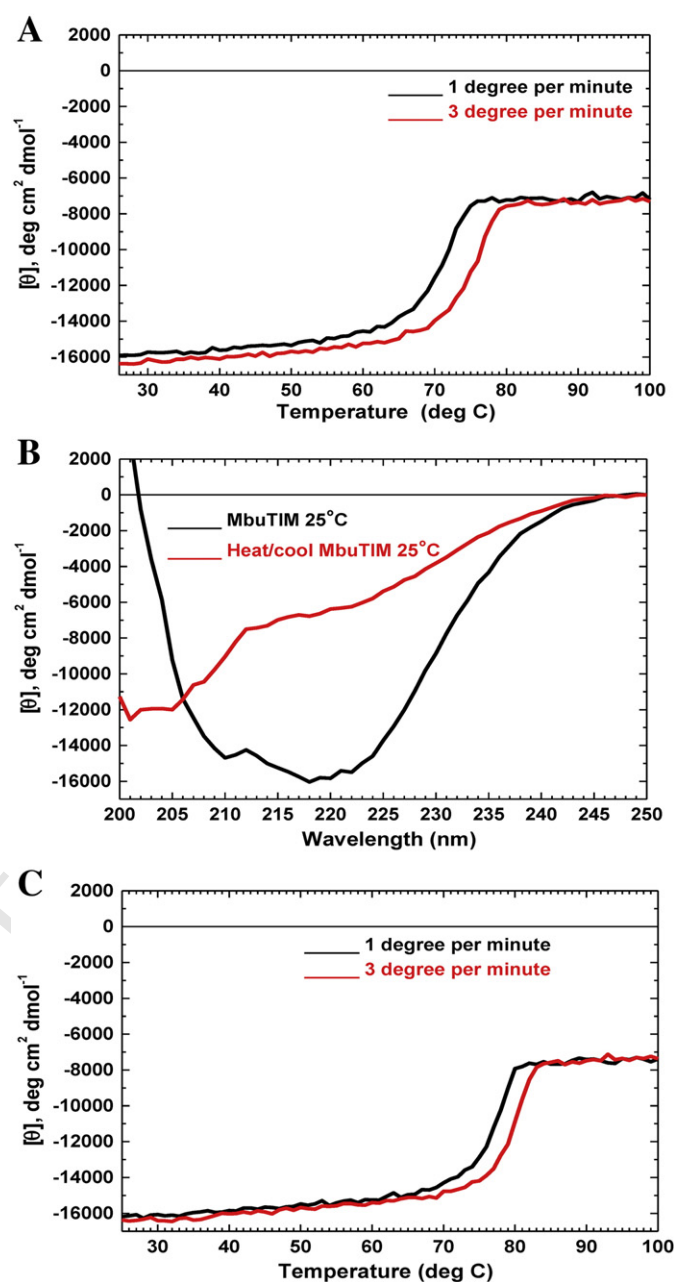 A
2000
0
-2000
-4000
-6000
-8000
-10000
-12000
-14000
-16000
[θ], deg cm² dmol⁻¹
1 degree per minute
3 degree per minute
30 40 50 60 70 80 90 100
Temperature (deg C)
B
2000
0
-2000
-4000
-6000
-8000
-10000
-12000
-14000
-16000
[θ], deg cm² dmol⁻¹
MbuTIM 25°C
Heat/cool MbuTIM 25°C
200 205 210 215 220 225 230 235 240 245 250
Wavelength (nm)
C
2000
0
-2000
-4000
-6000
-8000
-10000
-12000
-14000
-16000
[θ], deg cm² dmol⁻¹
1 degree per minute
3 degree per minute
30 40 50 60 70 80 90 100
Temperature (deg C)